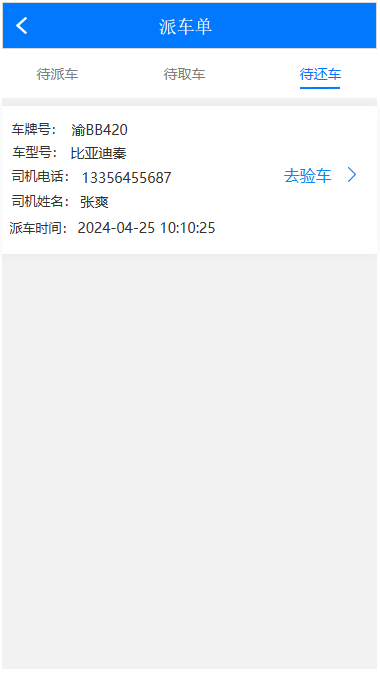 派车单
待派车 待取车 待还车
车牌号： 渝BB420
车型号： 比亚迪秦
司机电话： 13356455687
去验车
司机姓名： 张爽
派车时间： 2024-04-25 10:10:25